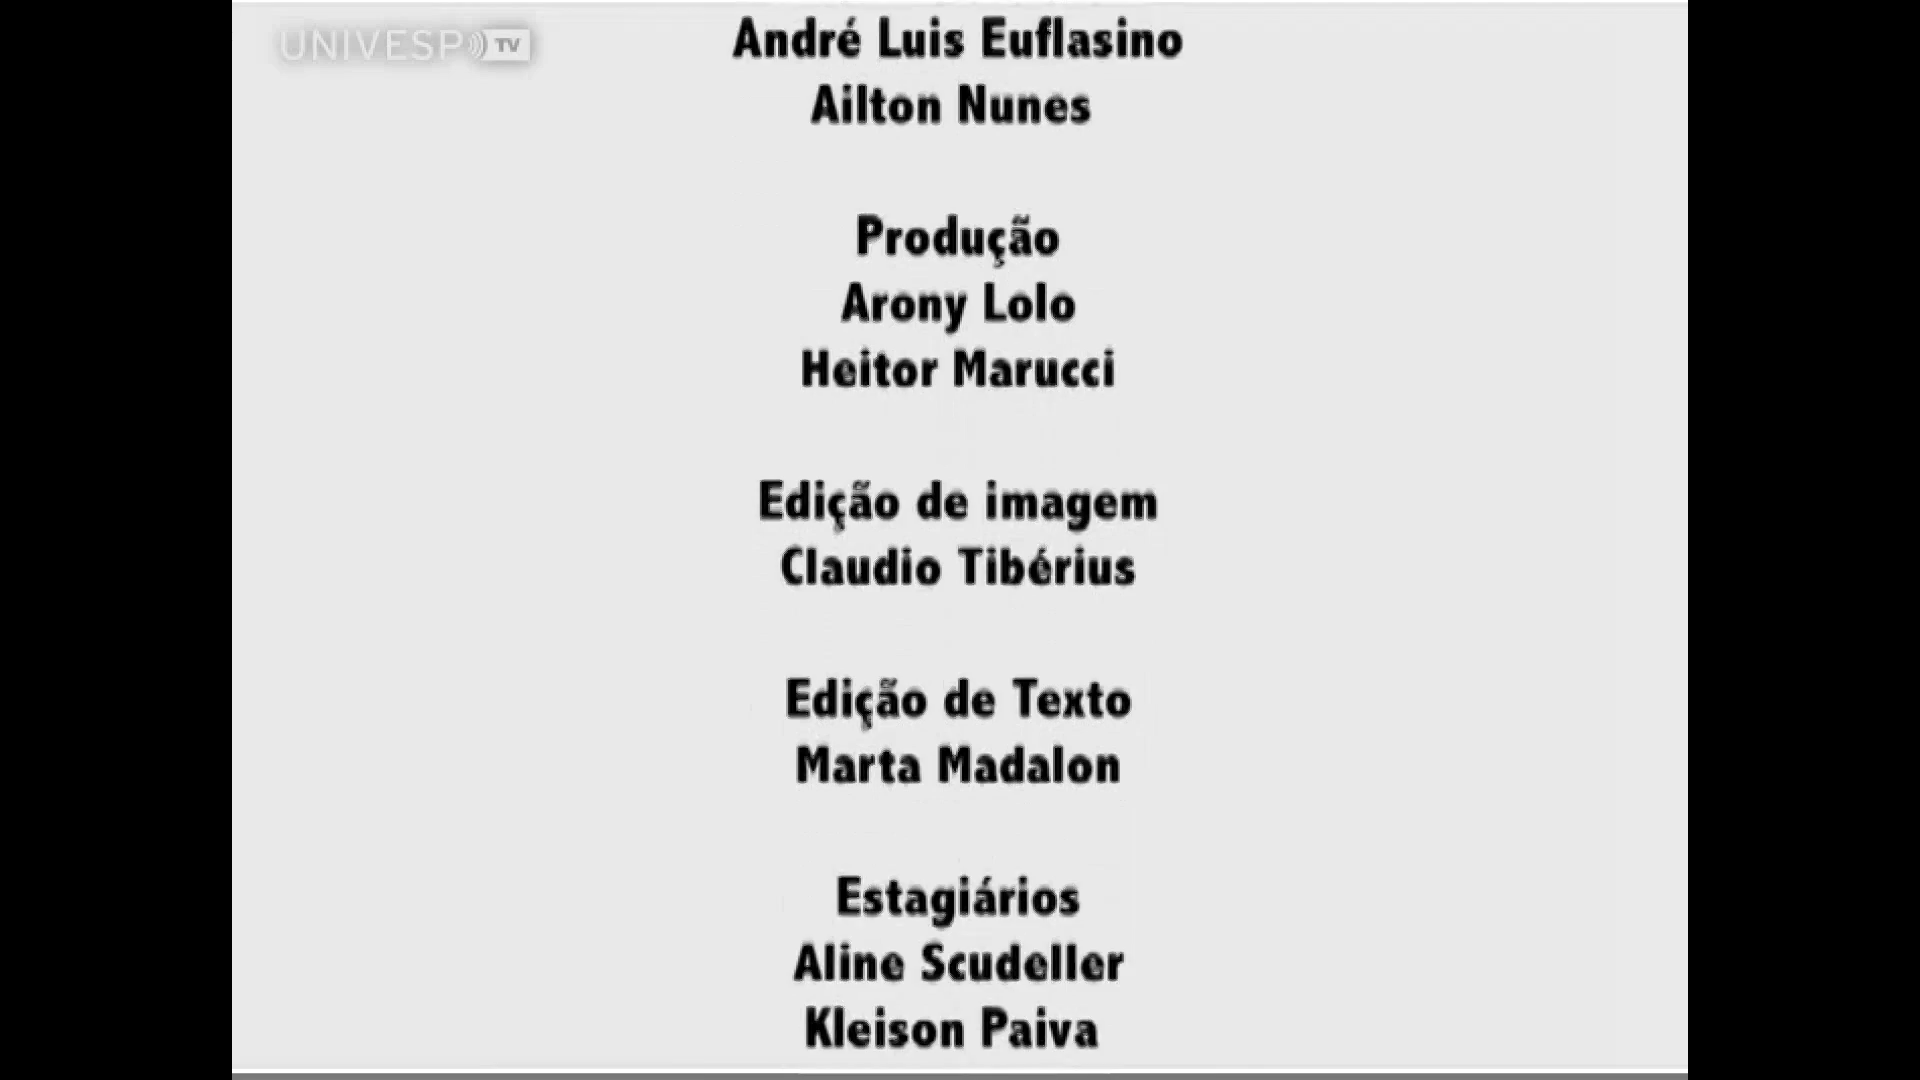 UNIVESP TV
André Luis Euflasino
Ailton Nunes
Produção
Arony Lolo
Heitor Marucci
Edição de imagem
Claudio Tibérius
Edição de Texto
Marta Madalon
Estagiários
Aline Scudeller
Kleison Paiva